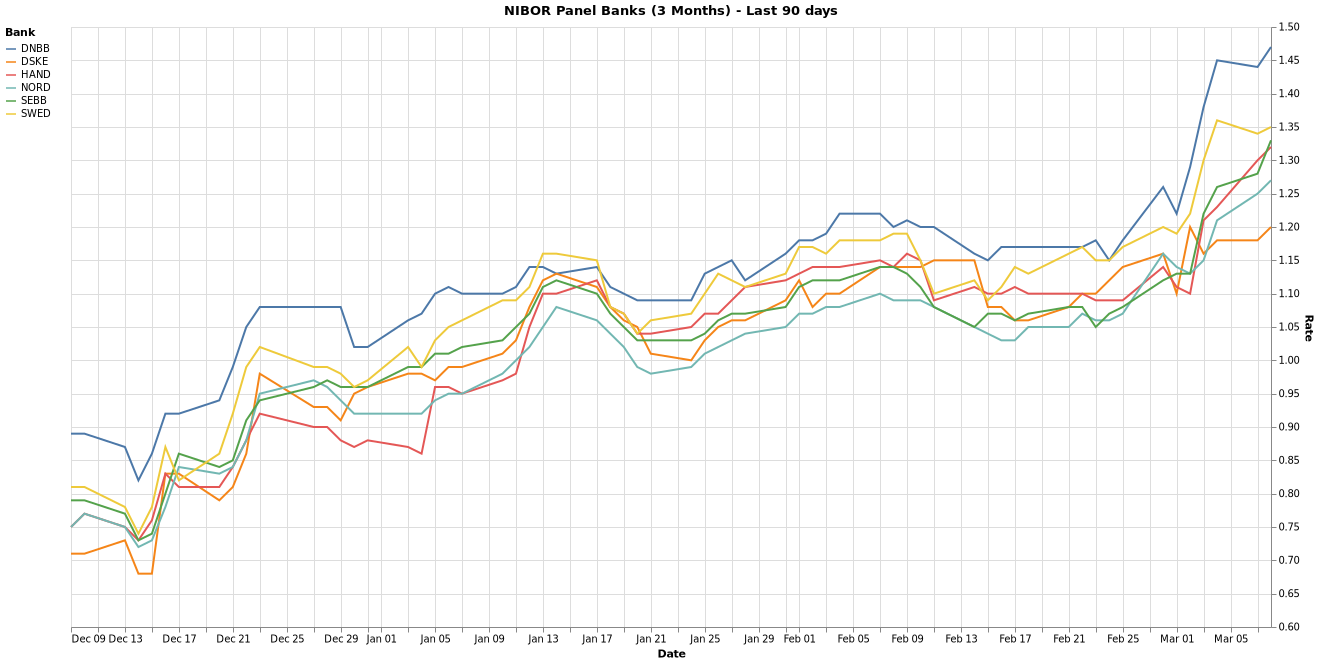 NIBOR Panel Banks (3 Months) - Last 90 days
Bank
DNBB
DSKE
HAND
NORD
SEBB
SWED
1.50
1.45
1.40
1.35
1.30
1.25
1.20
1.15
1.10
1.05
1.00
0.95
0.90
0.85
0.80
0.75
0.70
0.65
0.60
Rate
Dec 09 Dec 13 Dec 17 Dec 21 Dec 25 Dec 29 Jan 01 Jan 05 Jan 09 Jan 13 Jan 17 Jan 21 Jan 25 Jan 29 Feb 01 Feb 05 Feb 09 Feb 13 Feb 17 Feb 21 Feb 25 Mar 01 Mar 05
Date